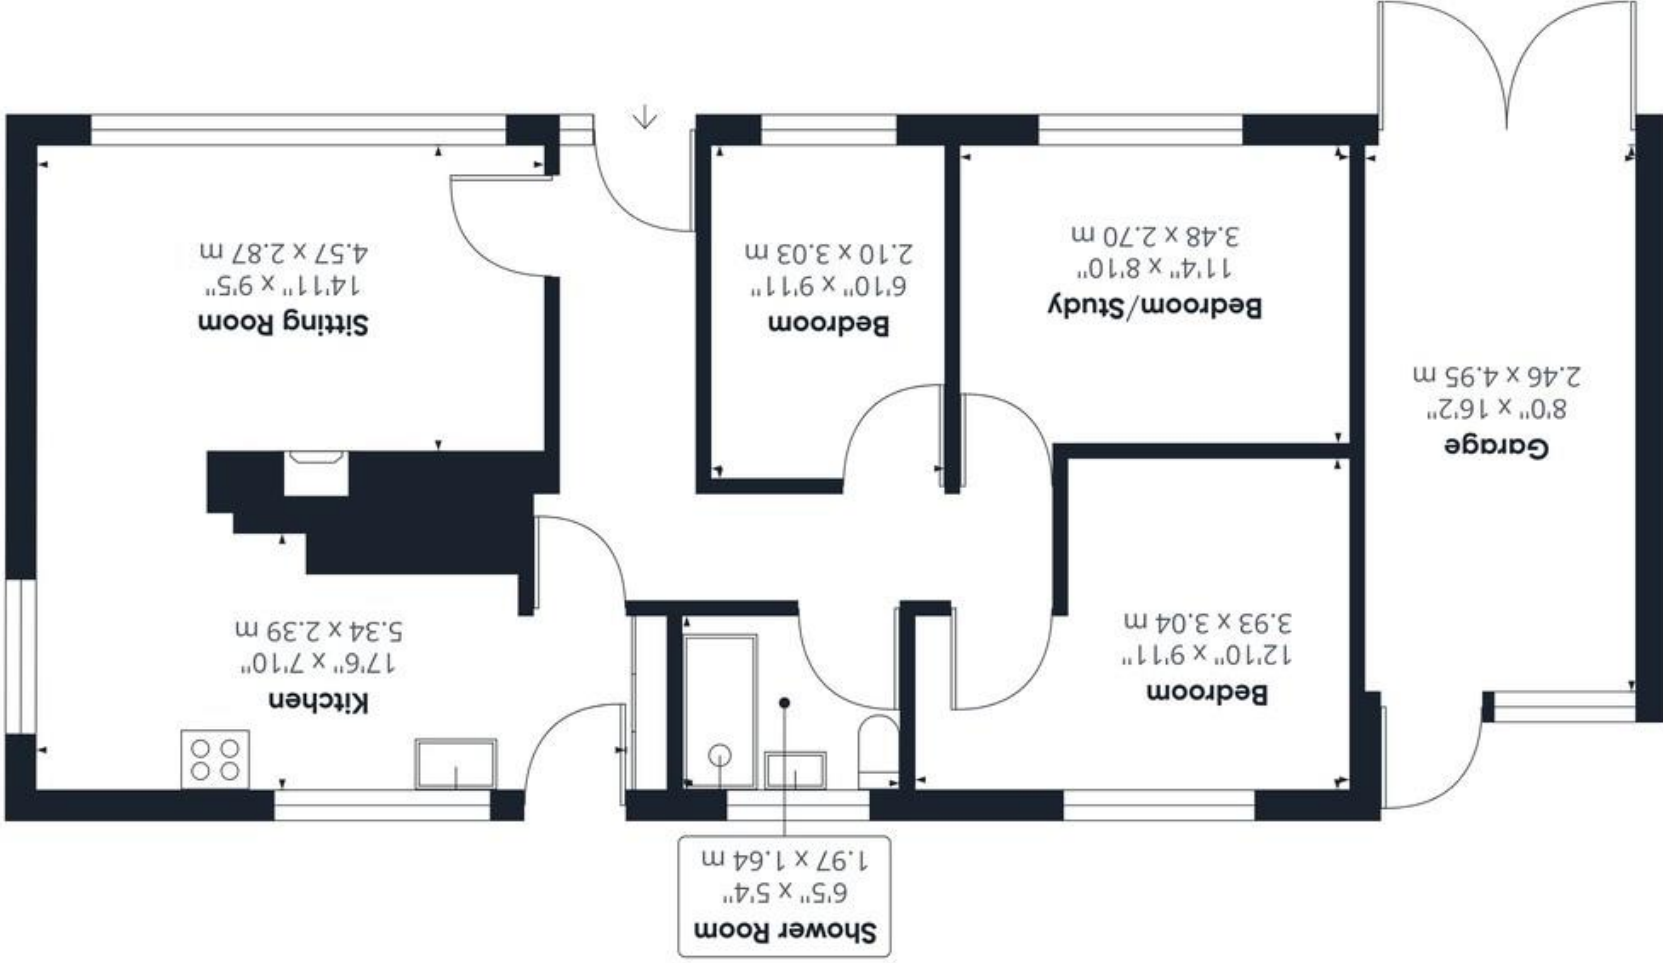 Shower Room
6'5" x 5'4"
1.97 x 1.64 m
Bedroom
12'10" x 9'11"
3.93 x 3.04 m
Kitchen
17'6" x 7'10"
5.34 x 2.39 m
Garage
8'0" x 16'2"
2.46 x 4.95 m
Bedroom/Study
11'4" x 8'10"
3.48 x 2.70 m
Bedroom
6'10" x 9'11"
2.10 x 3.03 m
Sitting Room
14'11" x 9'5"
4.57 x 2.87 m